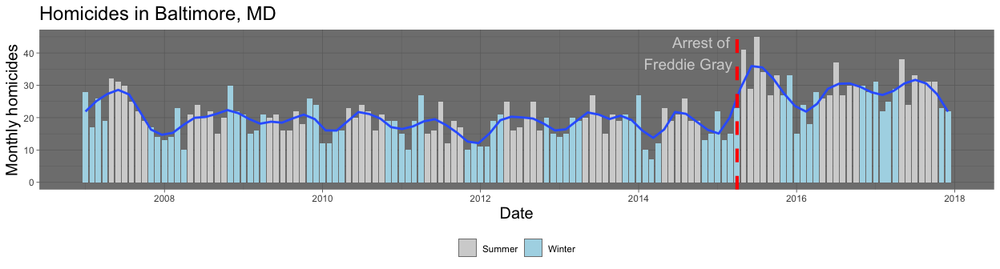 Homicides in Baltimore, MD
Monthly homicides
40
30
20
10
0
Arrest of
Freddie Gray
2008
2010
2012
2014
2016
2018
Date
Summer
Winter